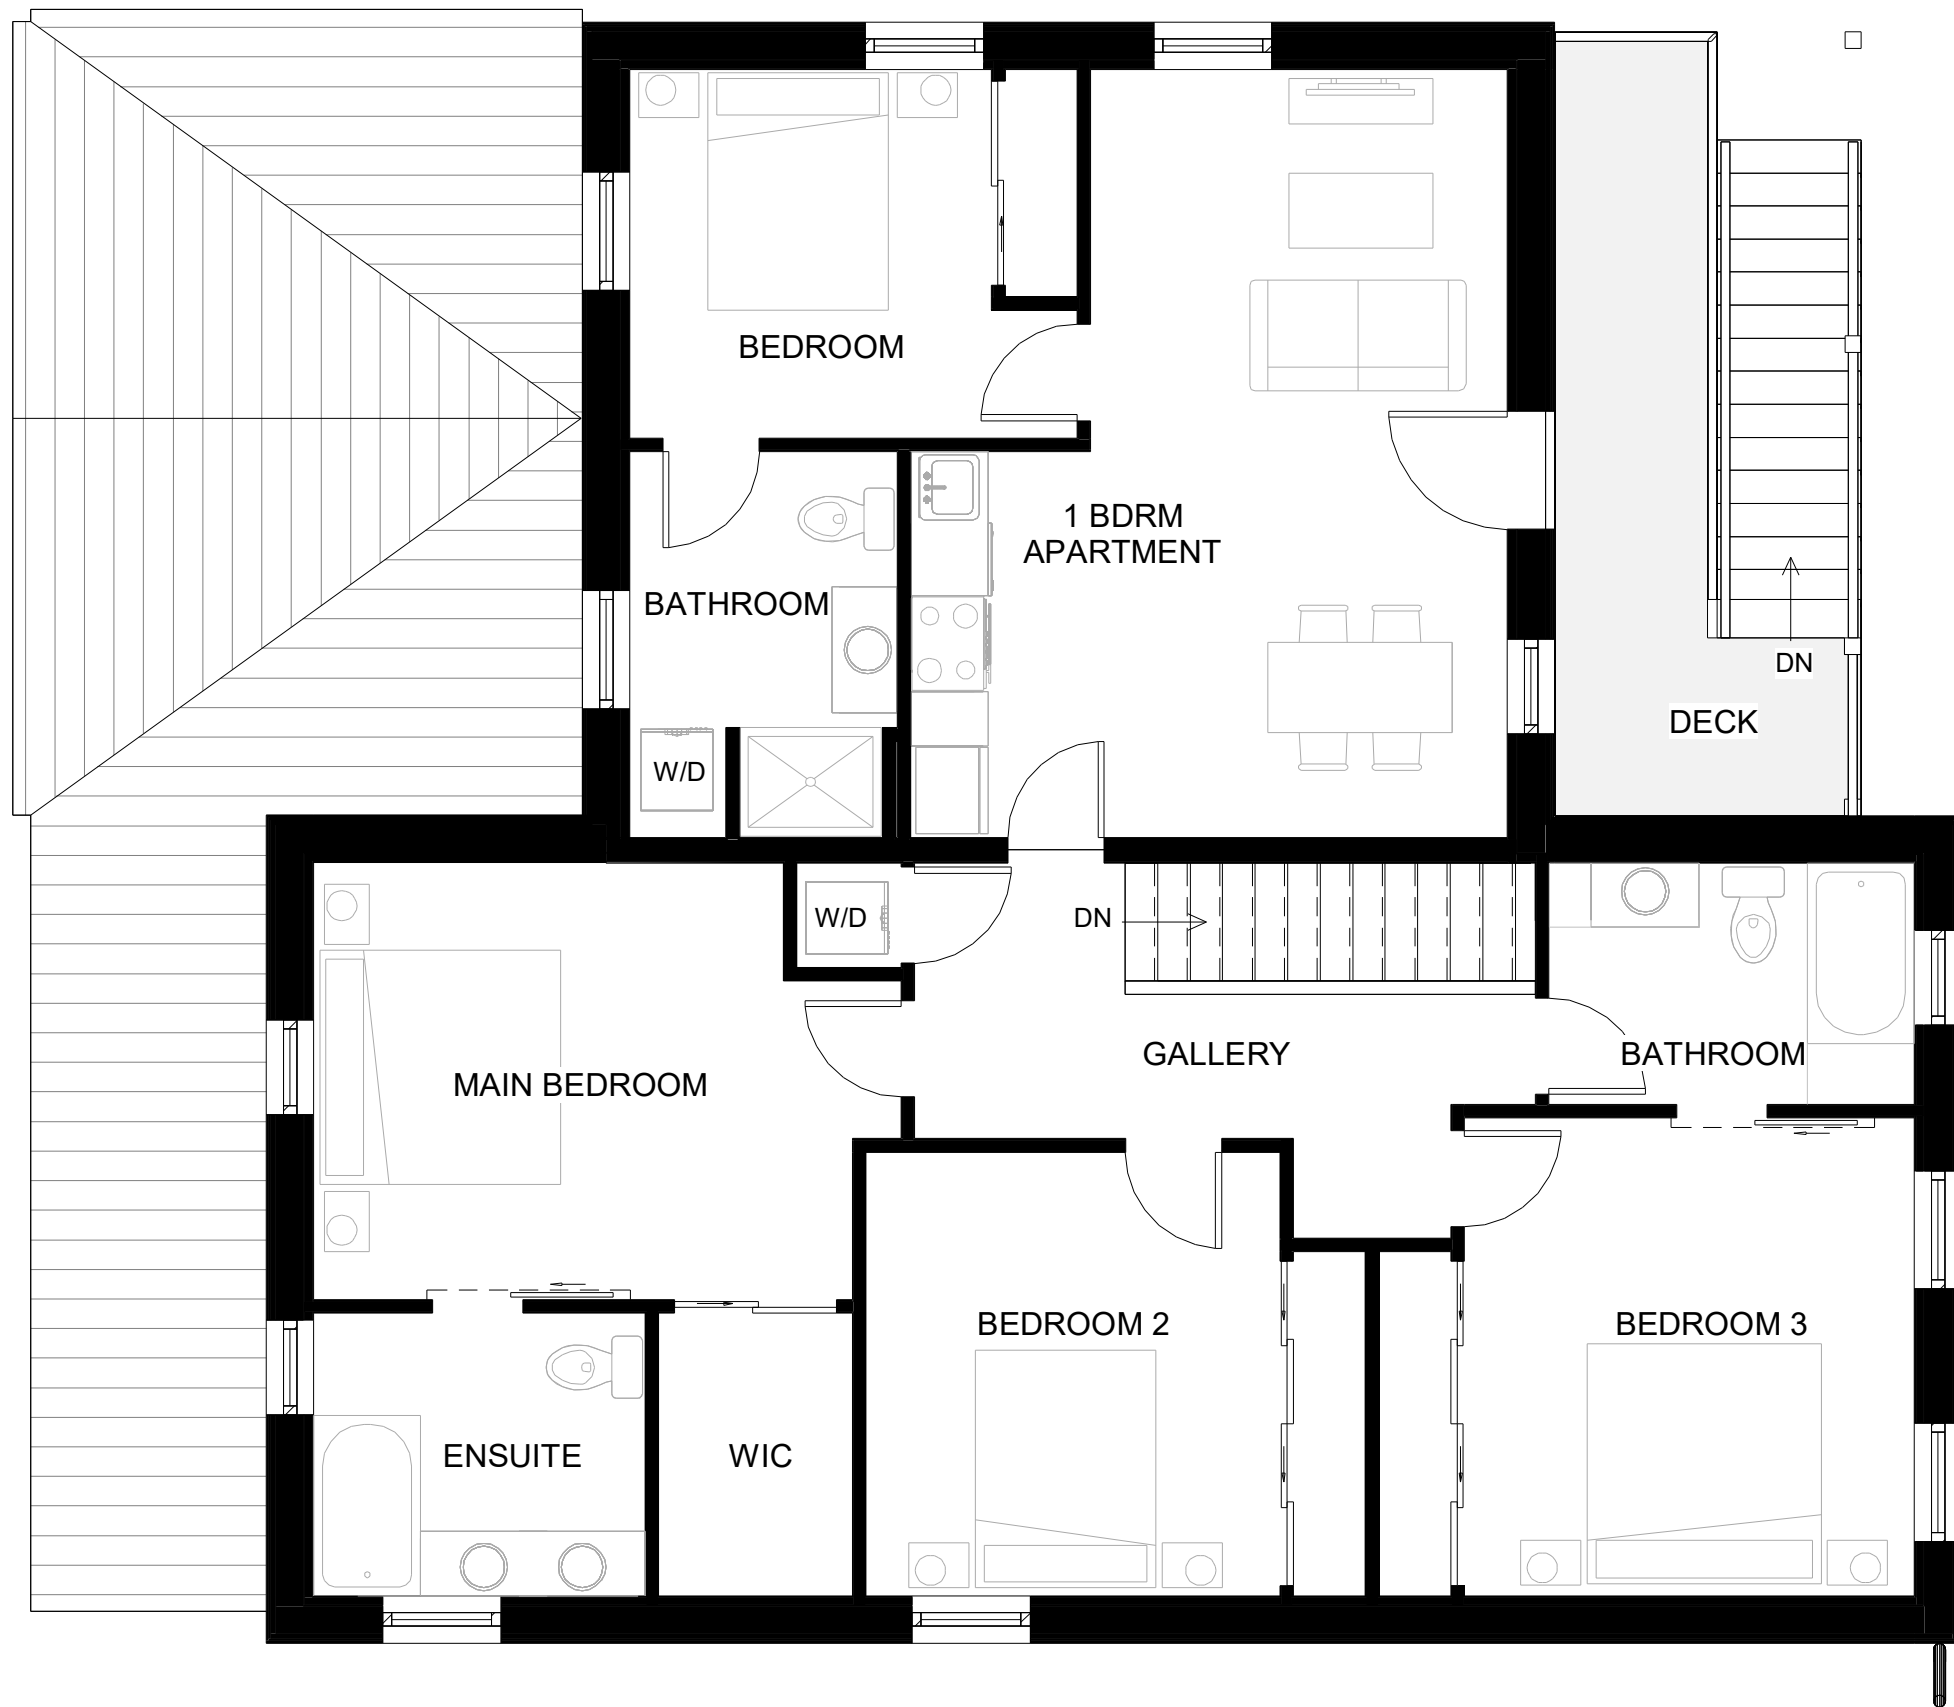 BEDROOM
1 BDRM
APARTMENT
BATHROOM
DN
DECK
W/D
W/D
DN
GALLERY
BATHROOM
MAIN BEDROOM
BEDROOM 2
BEDROOM 3
ENSUITE
WIC